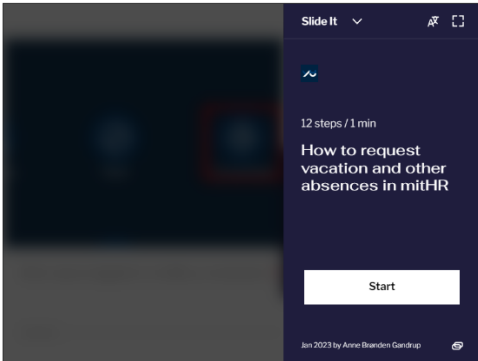 Slide It
12 steps / 1 min
How to request
vacation and other
absences in mitHR
Start
Jan 2023 by Anne Brønden Gandrup